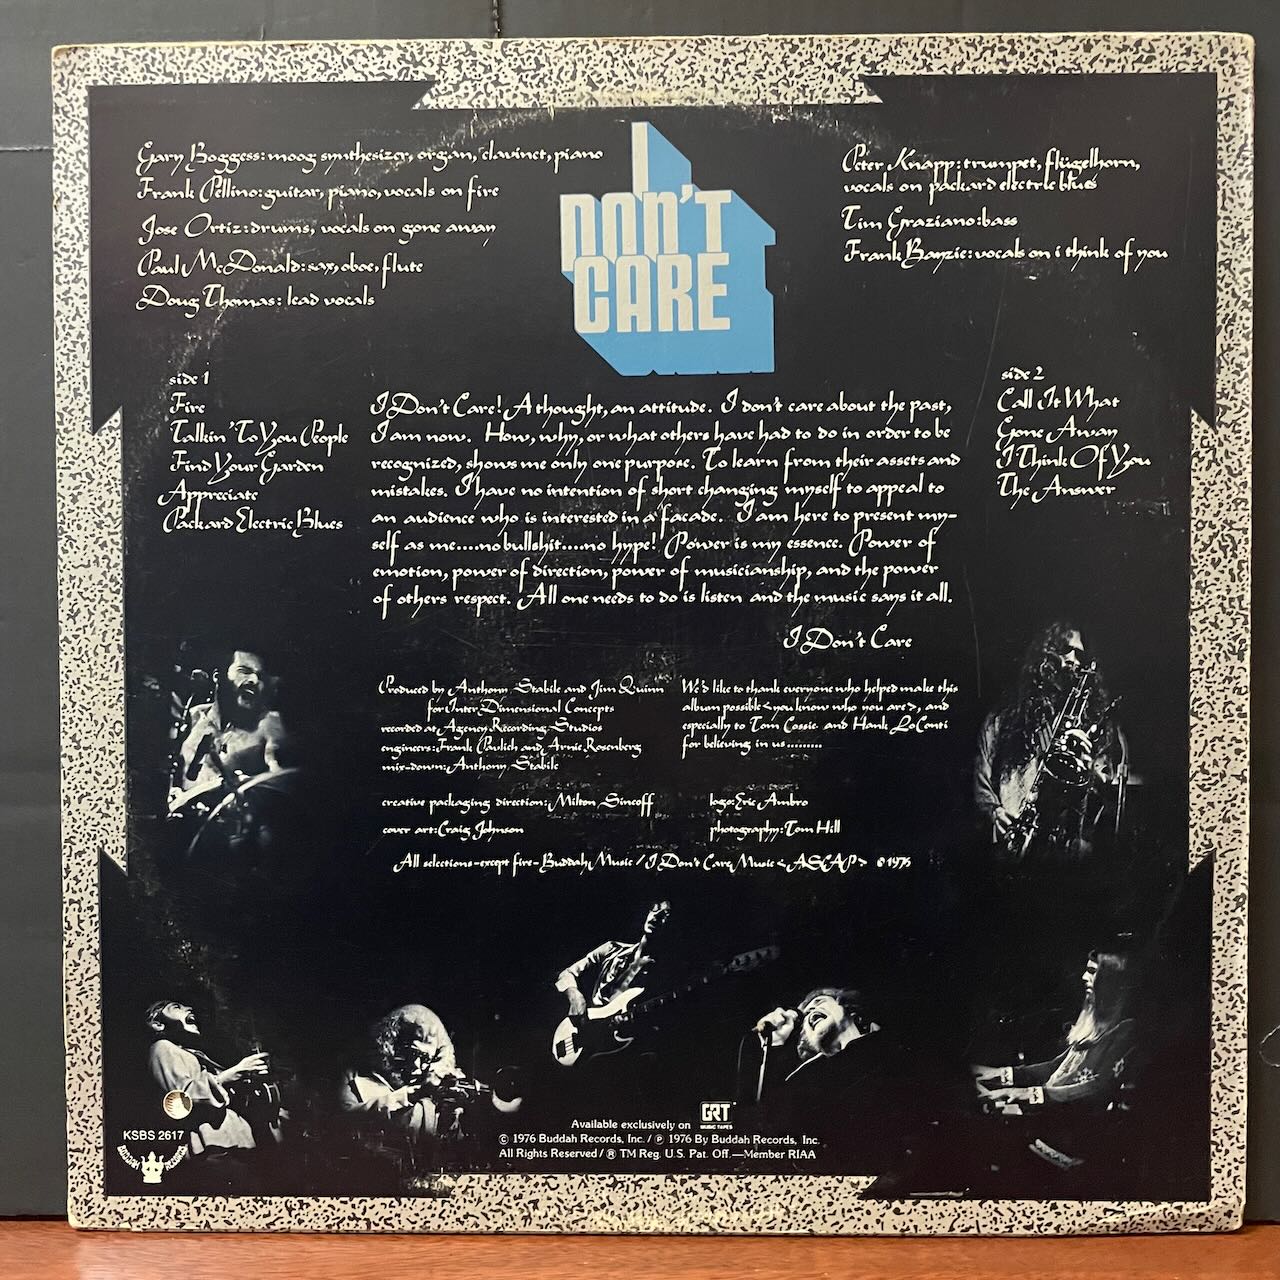 Gary Boggess: moog synthesizer, organ, clavinet, piano
Frank Pellino: guitar, piano, vocals on fire
Jose Ortiz: drums, vocals on gone away
Paul McDonald: sax, oboe, flute
Doug Thomas: lead vocals
I
DON'T
CARE
Peter Knapp: trumpet, flügelhorn,
vocals on packard electric blues
Tim Graziano: bass
Frank Banzie: vocals on i think of you
side 1
Fire
Talkin' To You People
Find Your Garden
Appreciate
Packard Electric Blues
I Don't Care! A thought, an attitude. I don't care about the past,
I am now. How, why, or what others have had to do in order to be
recognized, shows me only one purpose. To learn from their assets and
mistakes. I have no intention of short changing myself to appeal to
an audience who is interested in a facade. I am here to present my-
self as me....no bullshit....no hype! Power is my essence. Power of
emotion, power of direction, power of musicianship, and the power
of others respect. All one needs to do is listen and the music says it all.
I Don't Care
side 2
Call It What
Gone Away
I Think Of You
The Answer
Produced by Anthony Stabile and Jim Quinn
for Inter Dimensional Concepts
recorded at: Agency Recording Studios
engineers: Frank Pavlich and Arnie Rosenberg
mix-down: Anthony Stabile
We'd like to thank everyone who helped make this
album possible <you know who you are>, and
especially to Tom Cossie and Hank LoConti
for believing in us.........
creative packaging direction: Milton Sincoff
cover art: Craig Johnson
logo: Eric Ambro
photography: Tom Hill
All selections-except fire-Buddah Music / I Don't Care Music <ASCAP> ©1975
Available exclusively on GRT MUSIC TAPES
© 1976 Buddah Records, Inc. / ℗ 1976 By Buddah Records, Inc.
All Rights Reserved / ® TM Reg. U.S. Pat. Off.—Member RIAA
KSBS 2617
BUDDAH RECORDS